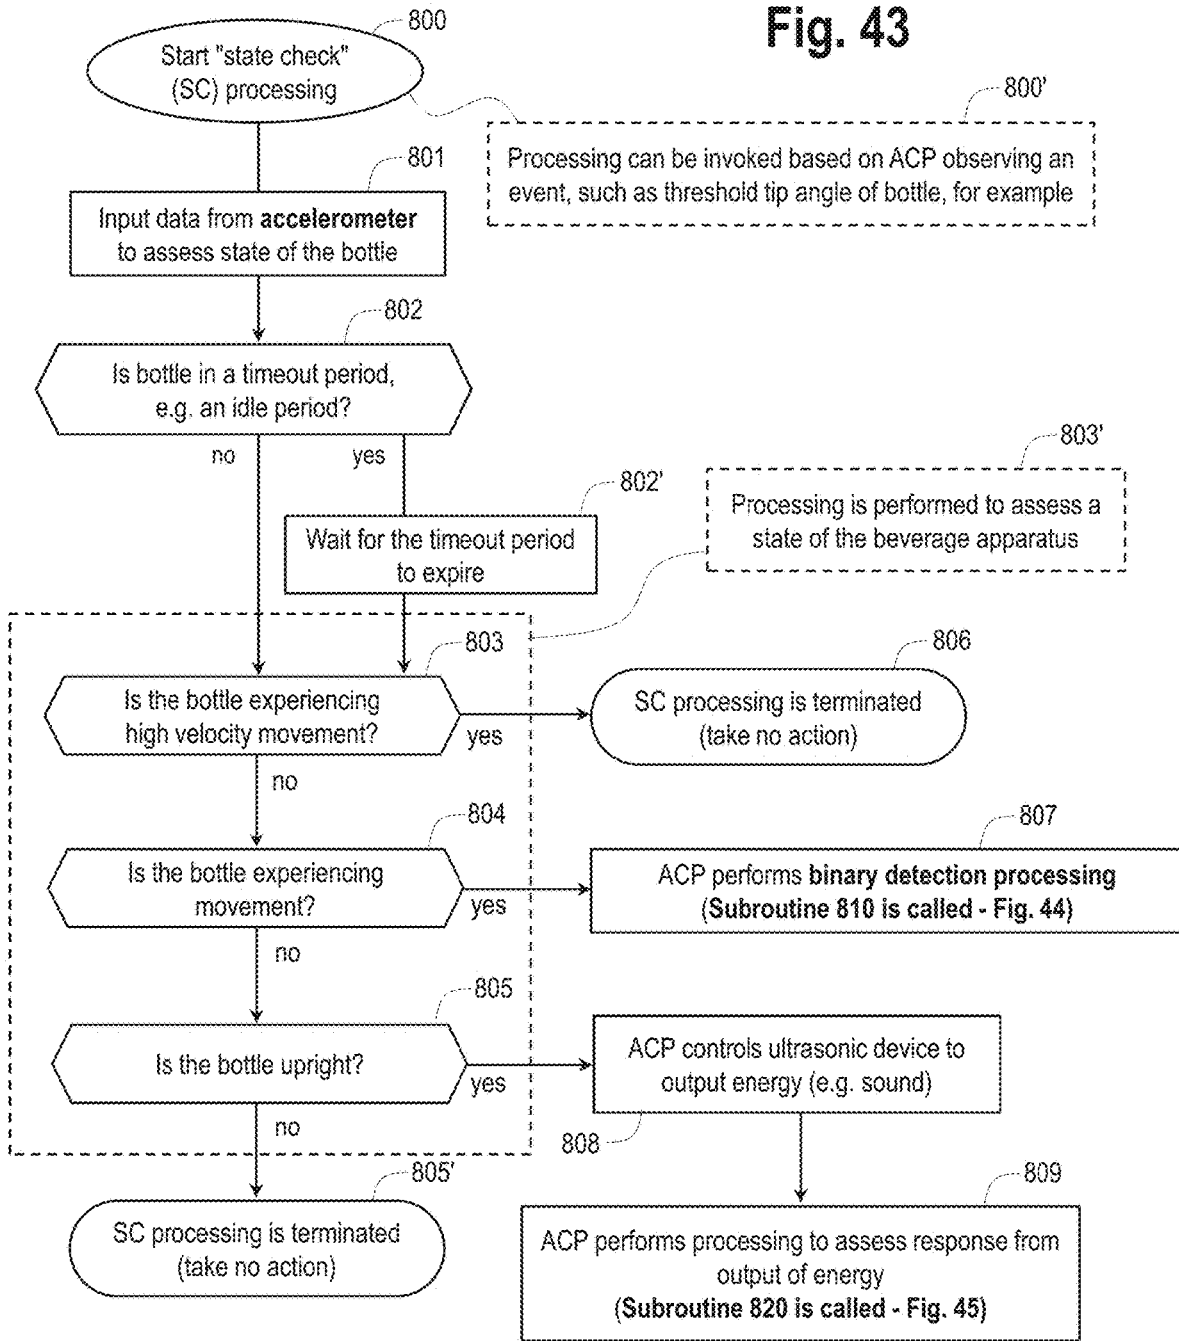 Fig. 43
800
Start "state check"
(SC) processing
800'
Processing can be invoked based on ACP observing an
event, such as threshold tip angle of bottle, for example
801
Input data from accelerometer
to assess state of the bottle
802
Is bottle in a timeout period,
e.g. an idle period?
no
yes
802'
Wait for the timeout period
to expire
803'
Processing is performed to assess a
state of the beverage apparatus
803
Is the bottle experiencing
high velocity movement?
yes
no
806
SC processing is terminated
(take no action)
804
Is the bottle experiencing
movement?
yes
no
807
ACP performs binary detection processing
(Subroutine 810 is called - Fig. 44)
805
Is the bottle upright?
yes
no
ACP controls ultrasonic device to
output energy (e.g. sound)
808
805'
SC processing is terminated
(take no action)
809
ACP performs processing to assess response from
output of energy
(Subroutine 820 is called - Fig. 45)